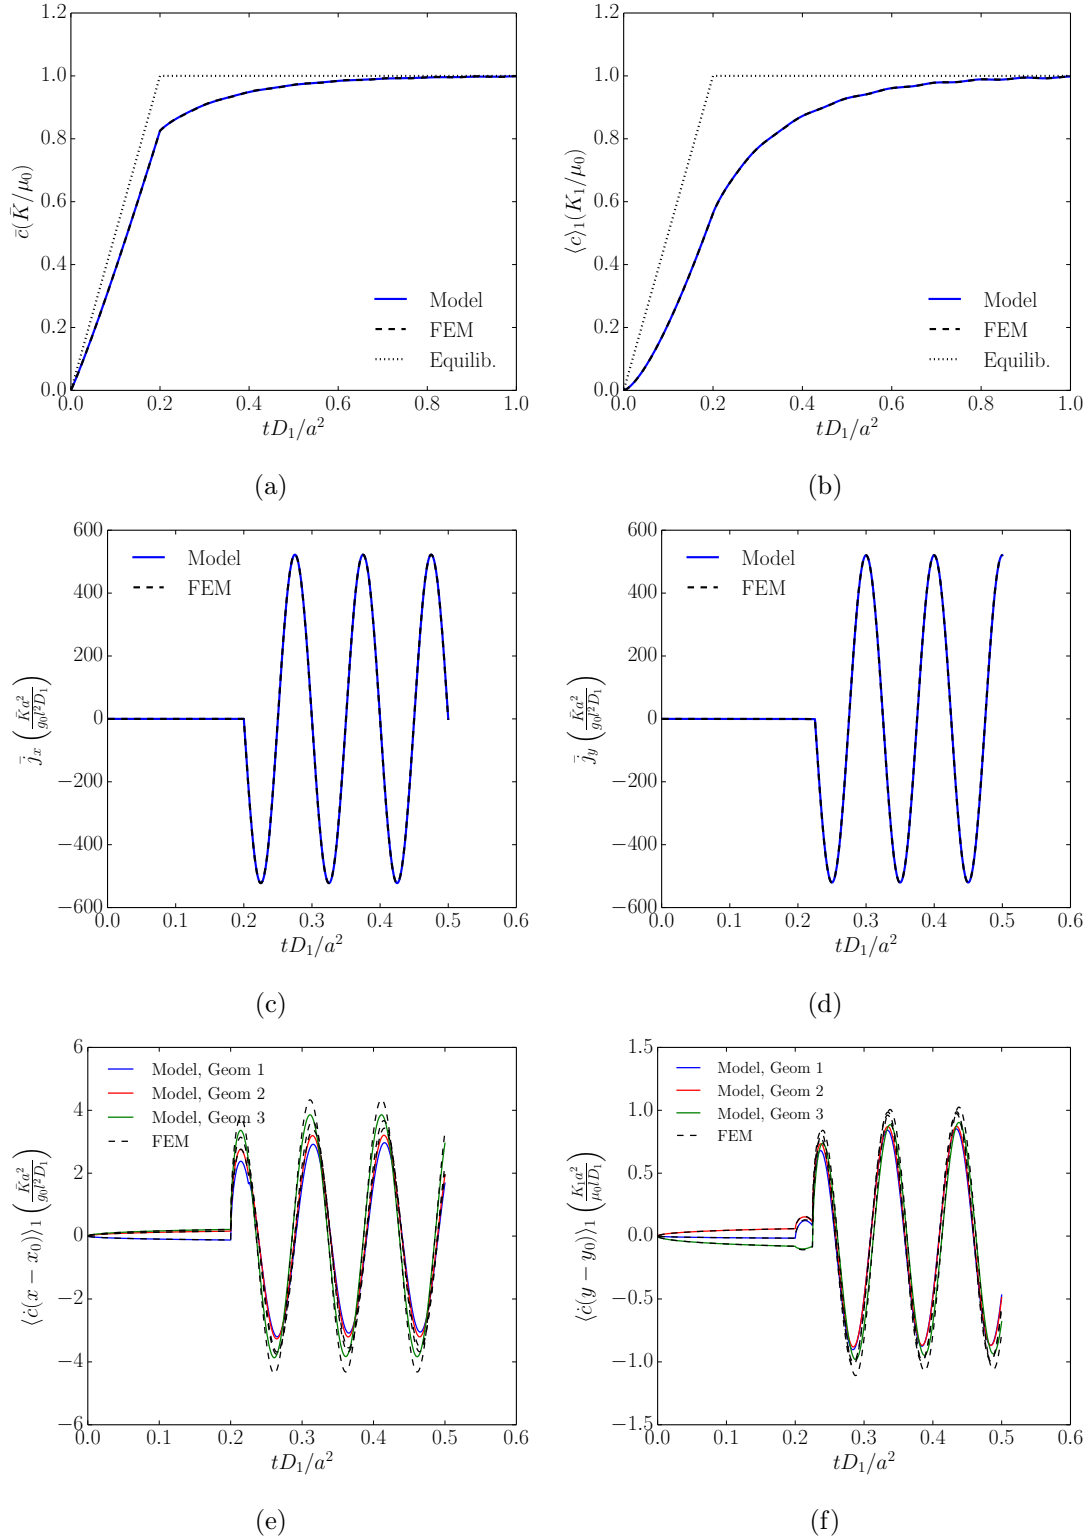 1.2
1.0
0.8
0.6
0.4
0.2
0.0
0.0 0.2 0.4 0.6 0.8 1.0
c̄(K̄/μ₀)
tD₁/a²
Model
FEM
Equilib.
(a)
1.2
1.0
0.8
0.6
0.4
0.2
0.0
0.0 0.2 0.4 0.6 0.8 1.0
⟨c⟩₁(K₁/μ₀)
tD₁/a²
Model
FEM
Equilib.
(b)
600
400
200
0
−200
−400
−600
0.0 0.1 0.2 0.3 0.4 0.5 0.6
j̄ₓ (K̄a²/g₀l²D₁)
tD₁/a²
Model
FEM
(c)
600
400
200
0
−200
−400
−600
0.0 0.1 0.2 0.3 0.4 0.5 0.6
j̄_y (K̄a²/g₀l²D₁)
tD₁/a²
Model
FEM
(d)
6
4
2
0
−2
−4
−6
0.0 0.1 0.2 0.3 0.4 0.5 0.6
⟨ċ(x − x₀)⟩₁ (K̄a²/g₀l²D₁)
tD₁/a²
Model, Geom 1
Model, Geom 2
Model, Geom 3
FEM
(e)
1.5
1.0
0.5
0.0
−0.5
−1.0
−1.5
0.0 0.1 0.2 0.3 0.4 0.5 0.6
⟨ċ(y − y₀)⟩₁ (K₁a²/μ₀lD₁)
tD₁/a²
Model, Geom 1
Model, Geom 2
Model, Geom 3
FEM
(f)